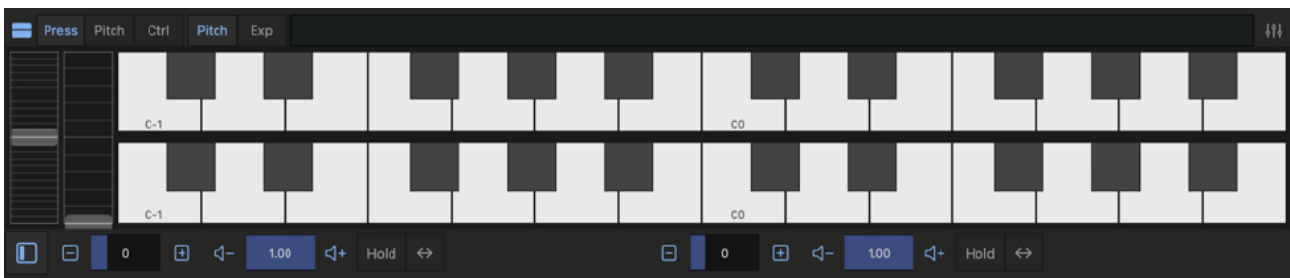 Press Pitch Ctrl Pitch Exp
C-1 C0
C-1 C0
0 1.00 Hold 0 1.00 Hold